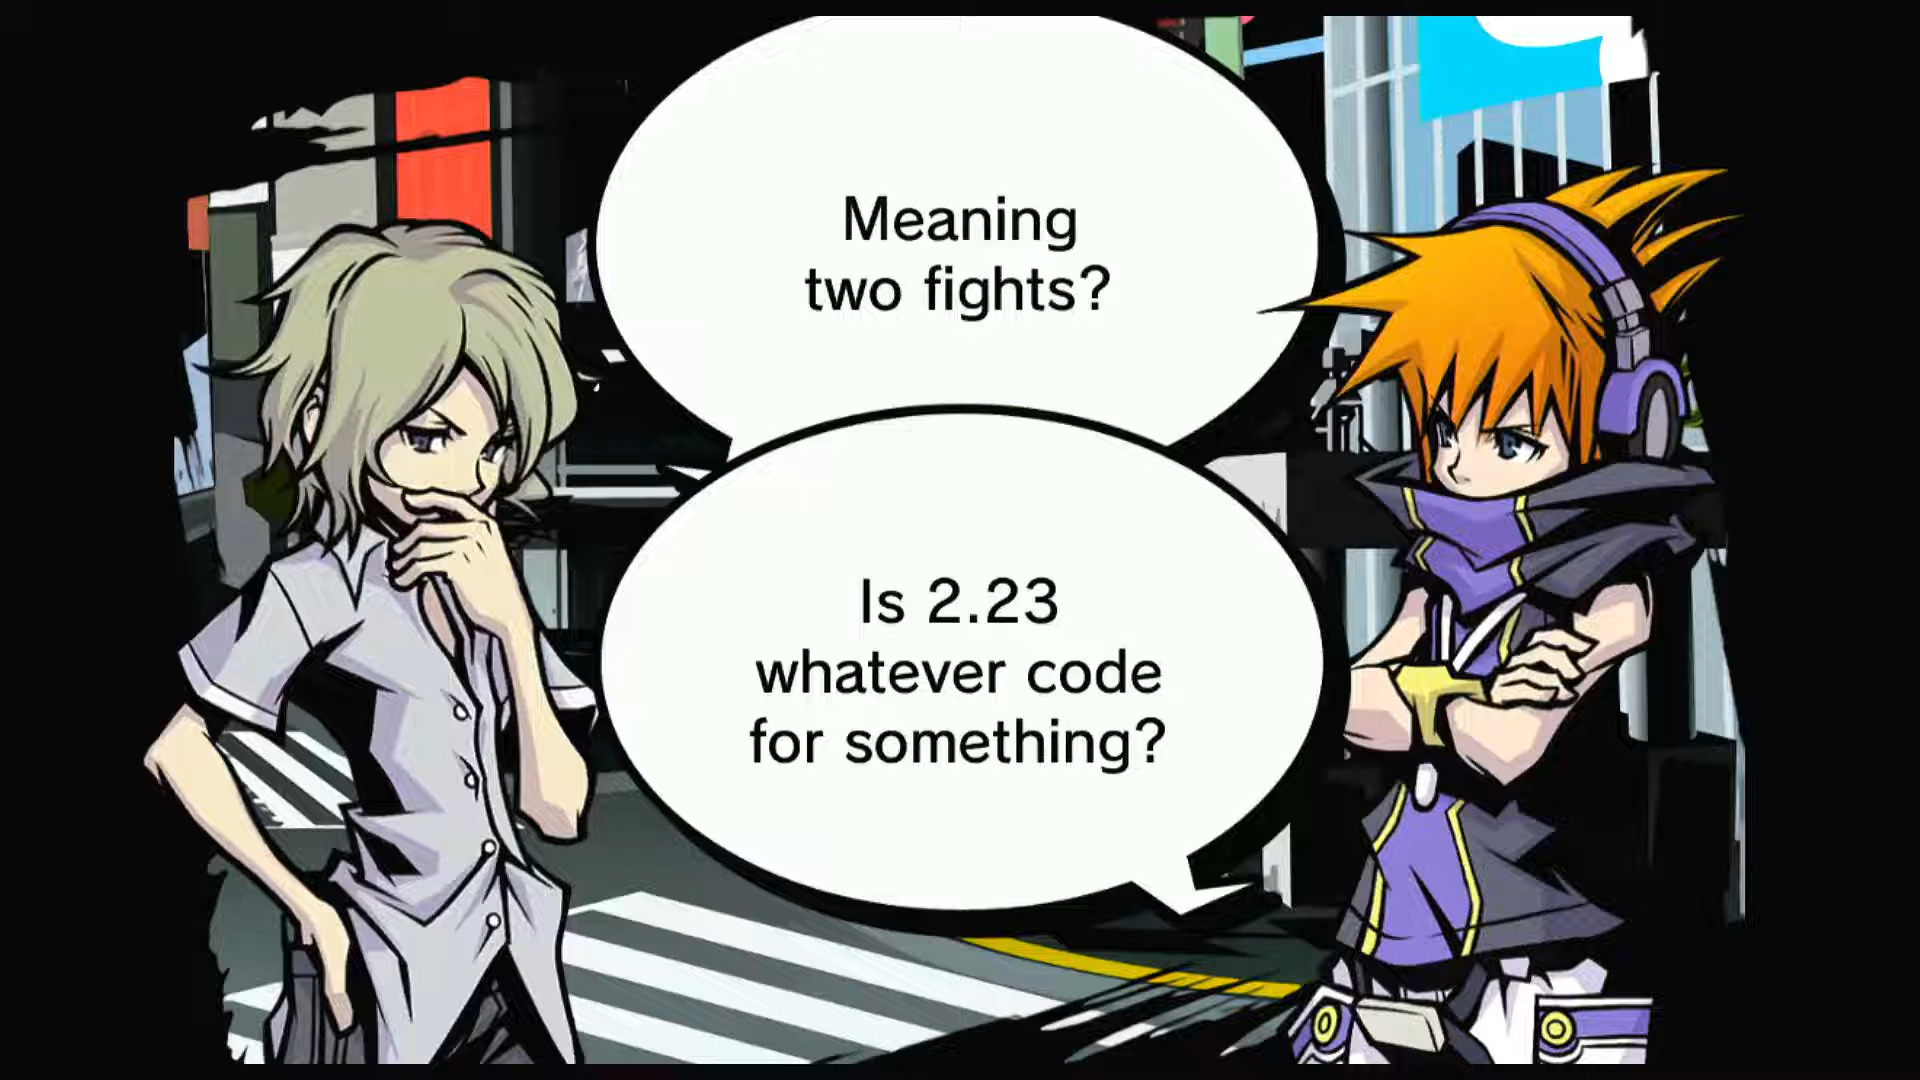 Meaning
two fights?
Is 2.23
whatever code
for something?